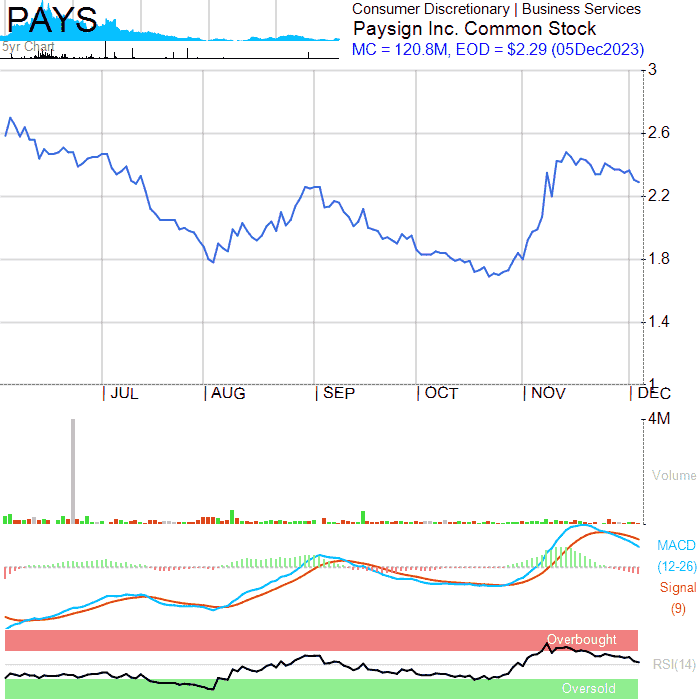 PAYS
5yr Chart
Consumer Discretionary | Business Services
Paysign Inc. Common Stock
MC = 120.8M, EOD = $2.29 (05Dec2023)
3
2.6
2.2
1.8
1.4
1
| JUL | AUG | SEP | OCT | NOV | DEC
4M
Volume
MACD
(12-26)
Signal
(9)
Overbought
RSI(14)
Oversold